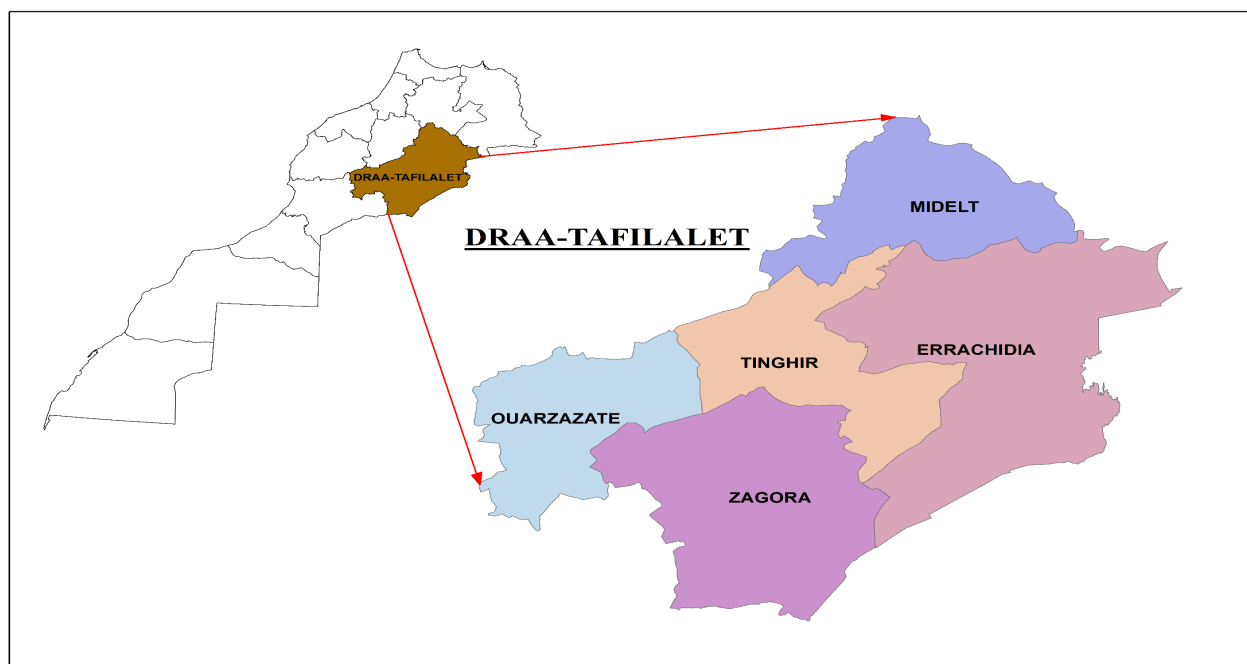 DRAA-TAFILALET
DRAA-TAFILALET
MIDELT
ERRACHIDIA
TINGHIR
OUARZAZATE
ZAGORA